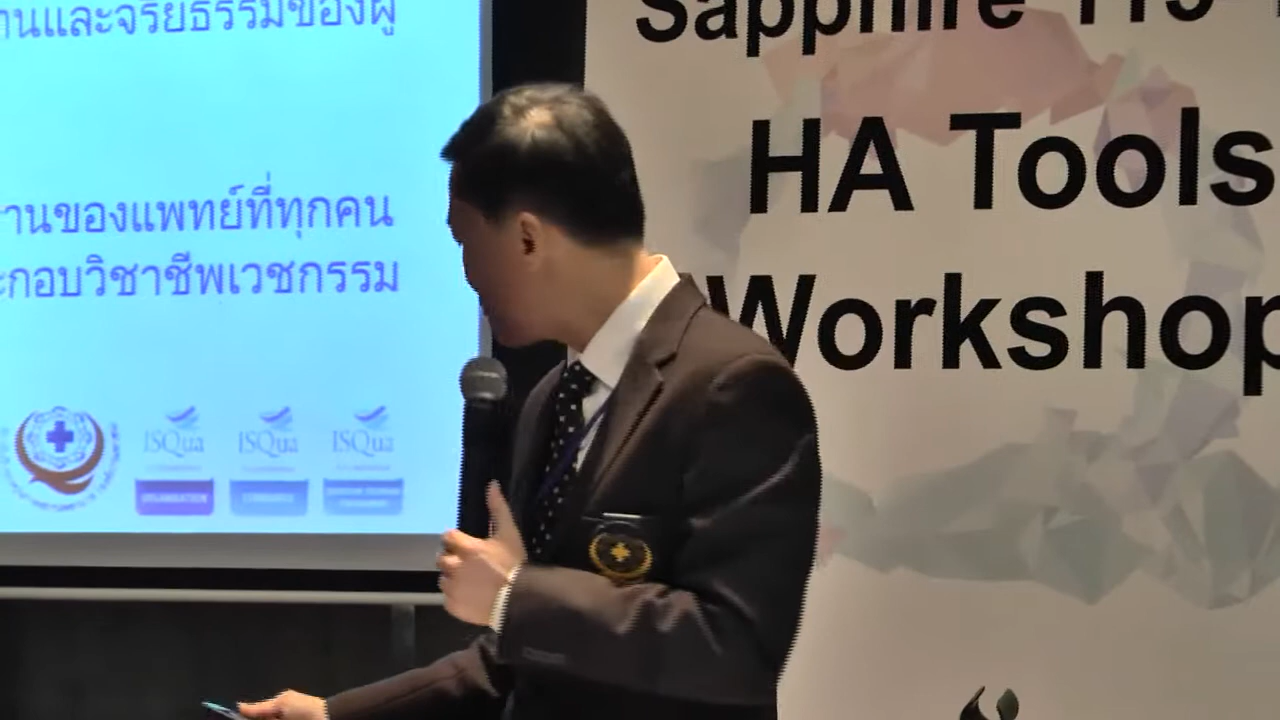 านและจริยธรรมของผู้
านของแพทย์ที่ทุกคน
ะกอบวิชาชีพเวชกรรม
ISQua ISQua ISQua
Sapphire
HA Tools
Workshop